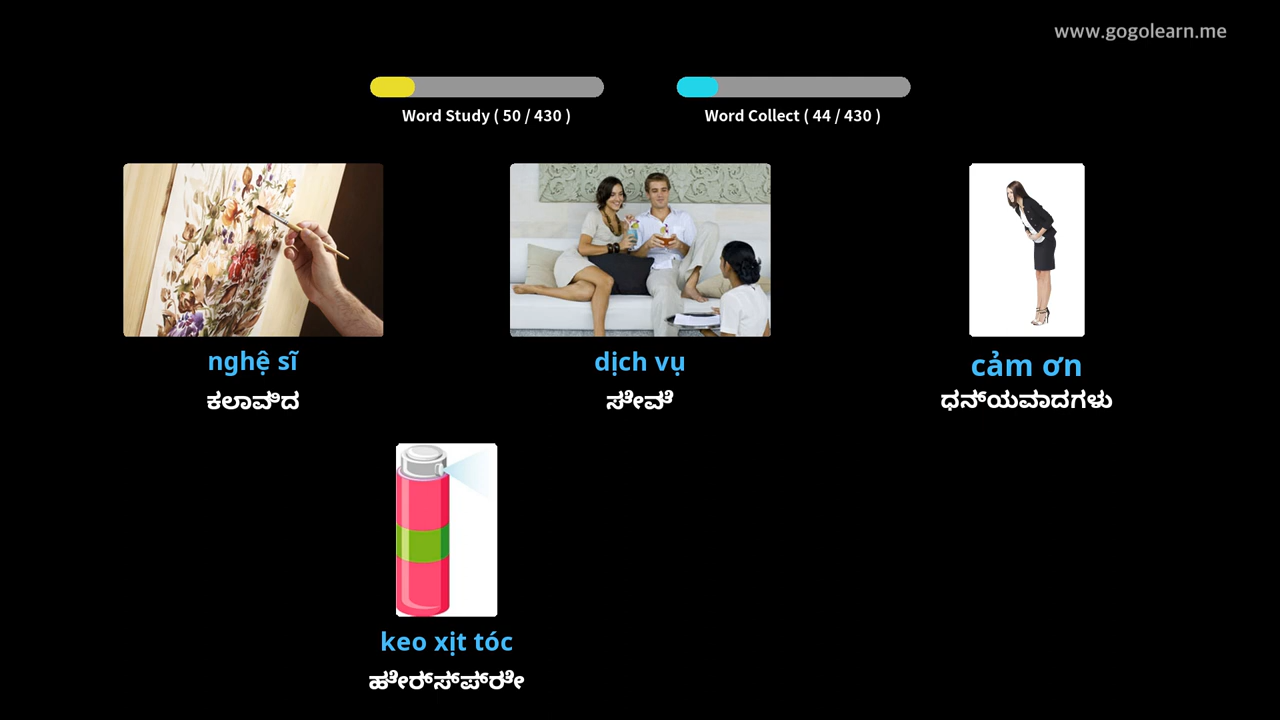 www.gogolearn.me
Word Study ( 50 / 430 )
Word Collect ( 44 / 430 )
nghệ sĩ
ಕಲಾವಿದ
dịch vụ
ಸೇವೆ
cảm ơn
ಧನ್ಯವಾದಗಳು
keo xịt tóc
ಹೇರ್ಸ್ಪ್ರೇ